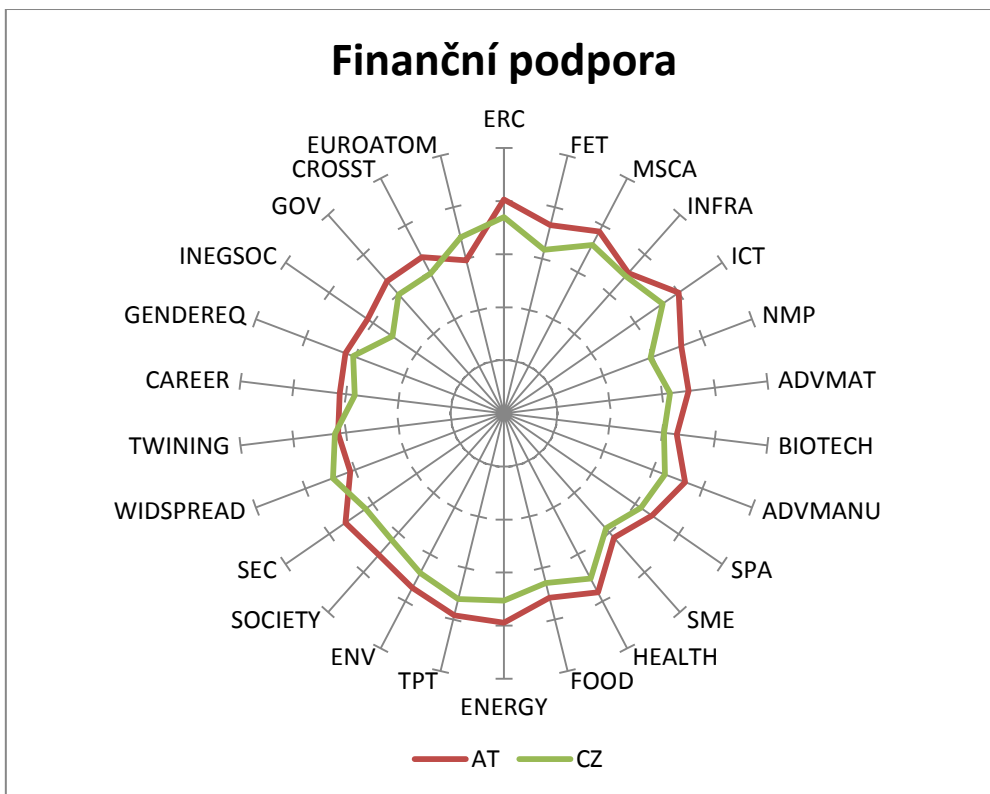 Finanční podpora
ERC
FET
MSCA
INFRA
ICT
NMP
ADVMAT
BIOTECH
ADVMANU
SPA
SME
HEALTH
FOOD
ENERGY
TPT
ENV
SOCIETY
SEC
WIDSPREAD
TWINING
CAREER
GENDEREQ
INEGSOC
GOV
CROSST
EUROATOM
AT CZ